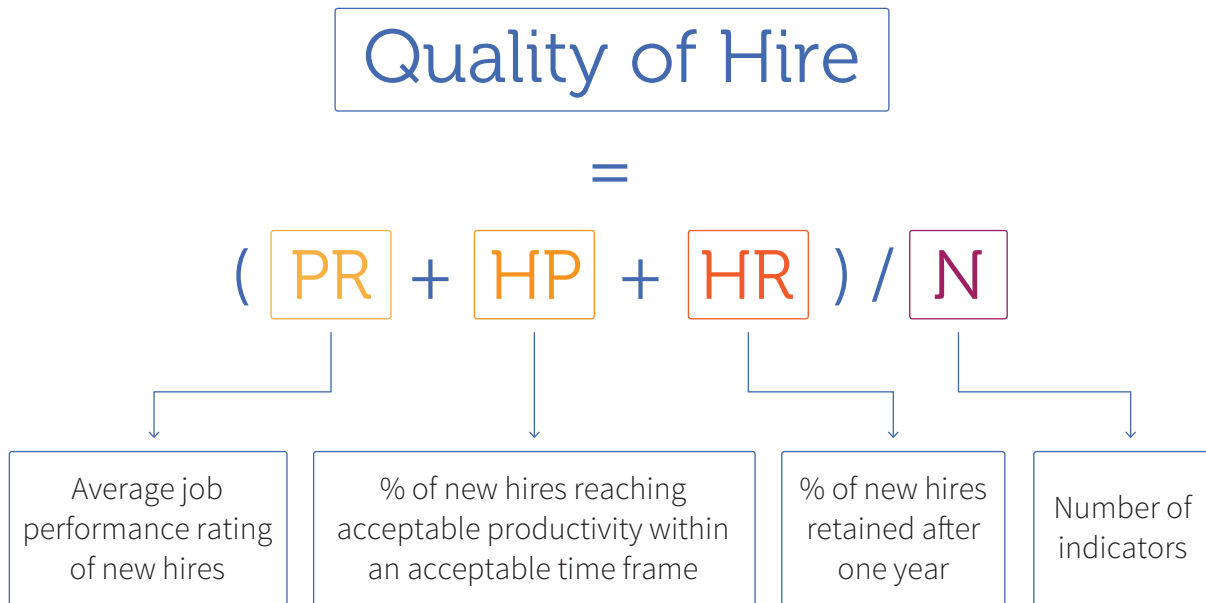 Quality of Hire
=
( PR + HP + HR ) / N
Average job
performance rating
of new hires
% of new hires reaching
acceptable productivity within
an acceptable time frame
% of new hires
retained after
one year
Number of
indicators